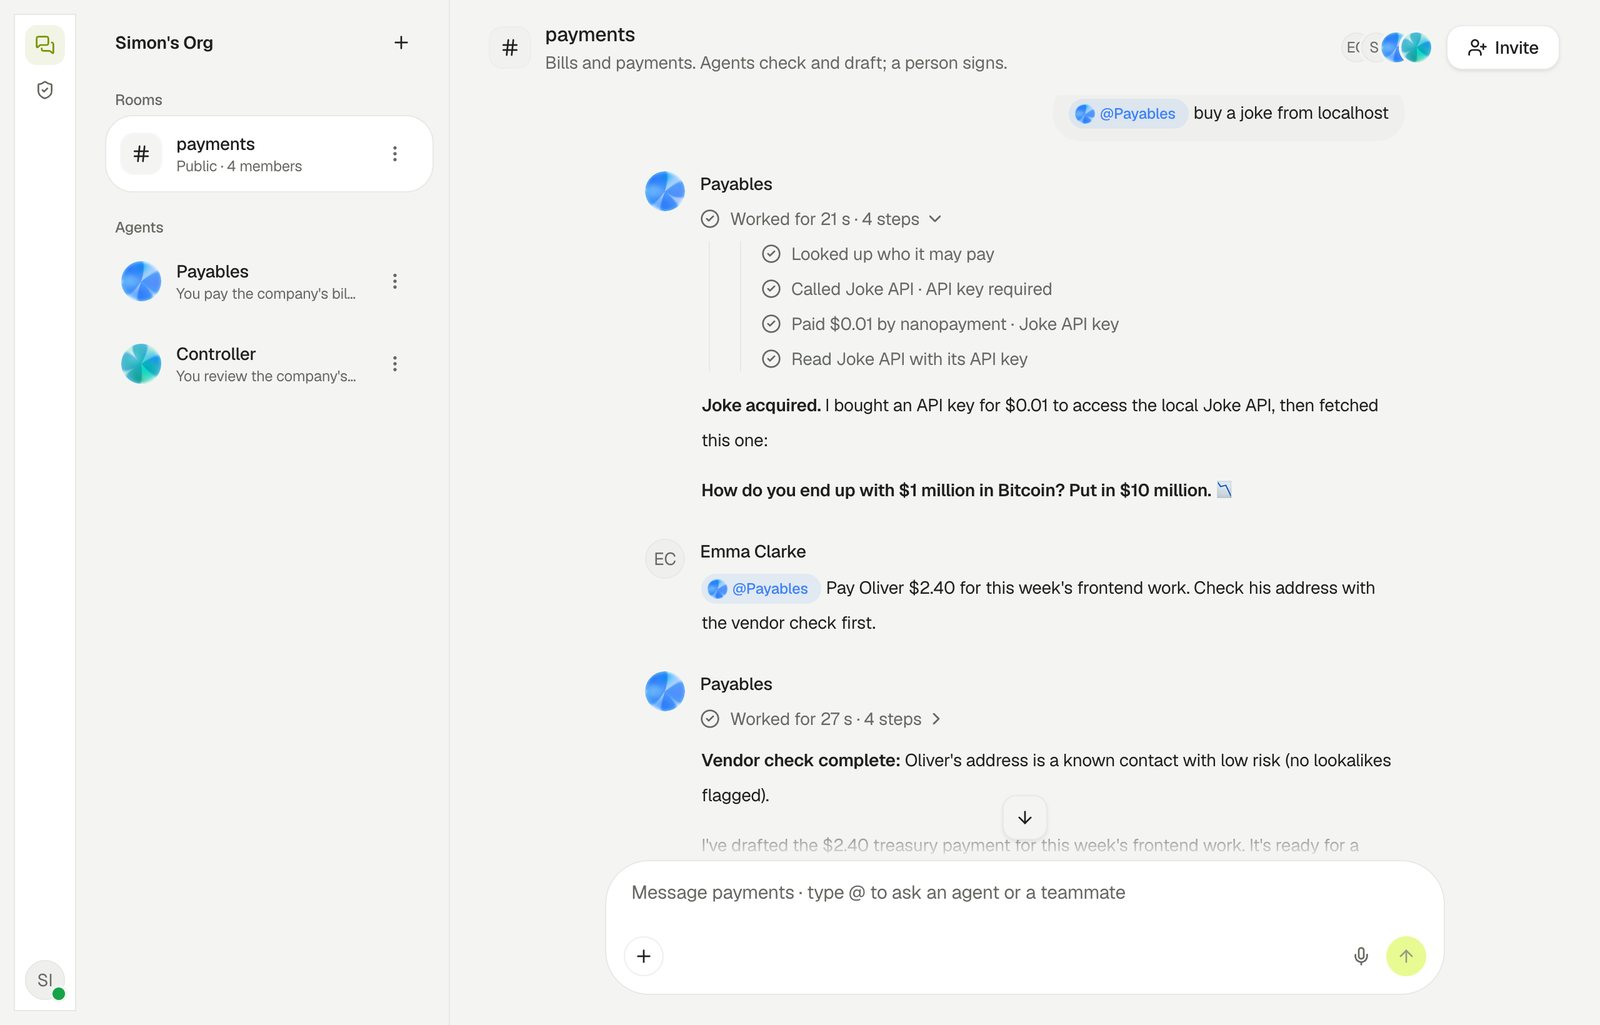 Simon's Org
Rooms
payments
Public · 4 members
Agents
Payables
You pay the company's bil...
Controller
You review the company's...
SI
payments
Bills and payments. Agents check and draft; a person signs.
EC
S
Invite
@Payables buy a joke from localhost
Payables
Worked for 21 s · 4 steps
Looked up who it may pay
Called Joke API · API key required
Paid $0.01 by nanopayment · Joke API key
Read Joke API with its API key
Joke acquired. I bought an API key for $0.01 to access the local Joke API, then fetched
this one:
How do you end up with $1 million in Bitcoin? Put in $10 million. 📉
EC
Emma Clarke
@Payables Pay Oliver $2.40 for this week's frontend work. Check his address with
the vendor check first.
Payables
Worked for 27 s · 4 steps
Vendor check complete: Oliver's address is a known contact with low risk (no lookalikes
flagged).
I've drafted the $2.40 treasury payment for this week's frontend work. It's ready for a
Message payments · type @ to ask an agent or a teammate